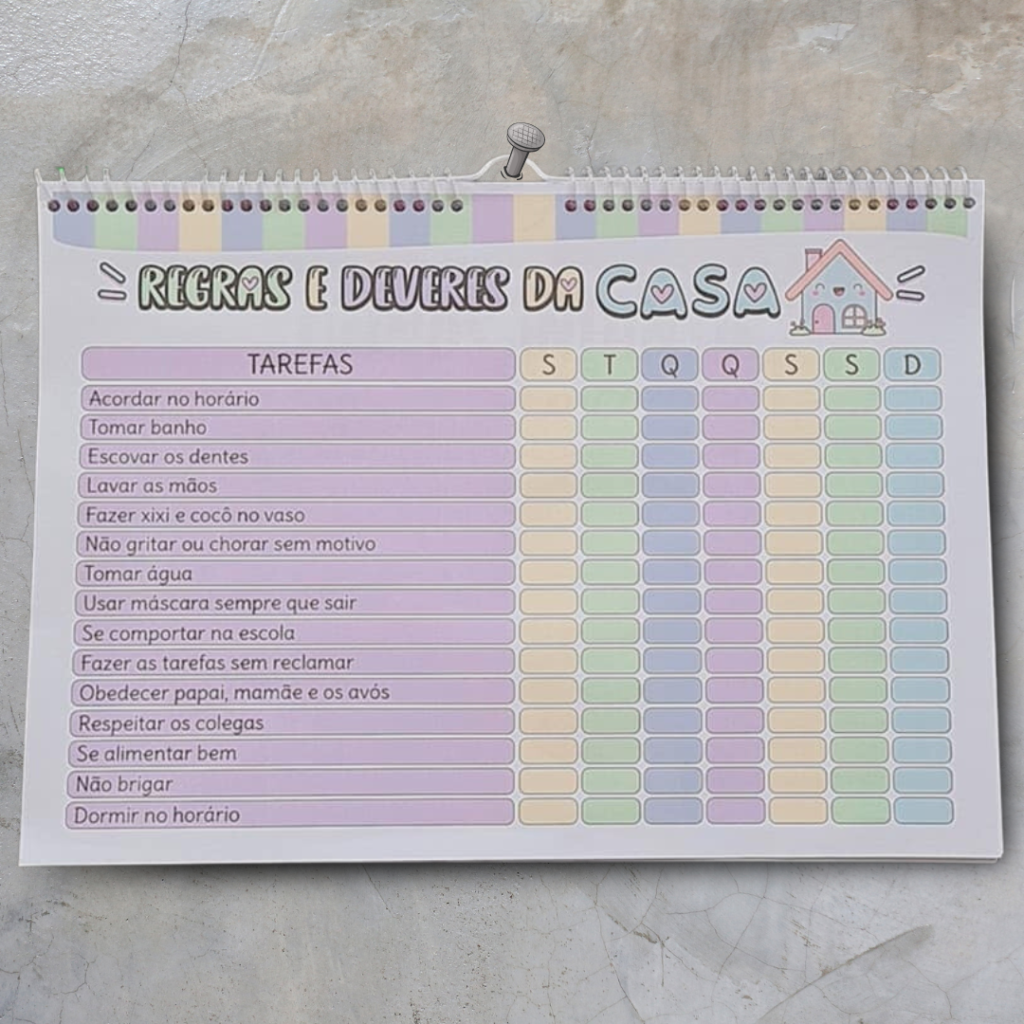 REGRAS E DEVERES DA CASA
TAREFAS S T Q Q S S D
Acordar no horário
Tomar banho
Escovar os dentes
Lavar as mãos
Fazer xixi e cocô no vaso
Não gritar ou chorar sem motivo
Tomar água
Usar máscara sempre que sair
Se comportar na escola
Fazer as tarefas sem reclamar
Obedecer papai, mamãe e os avós
Respeitar os colegas
Se alimentar bem
Não brigar
Dormir no horário